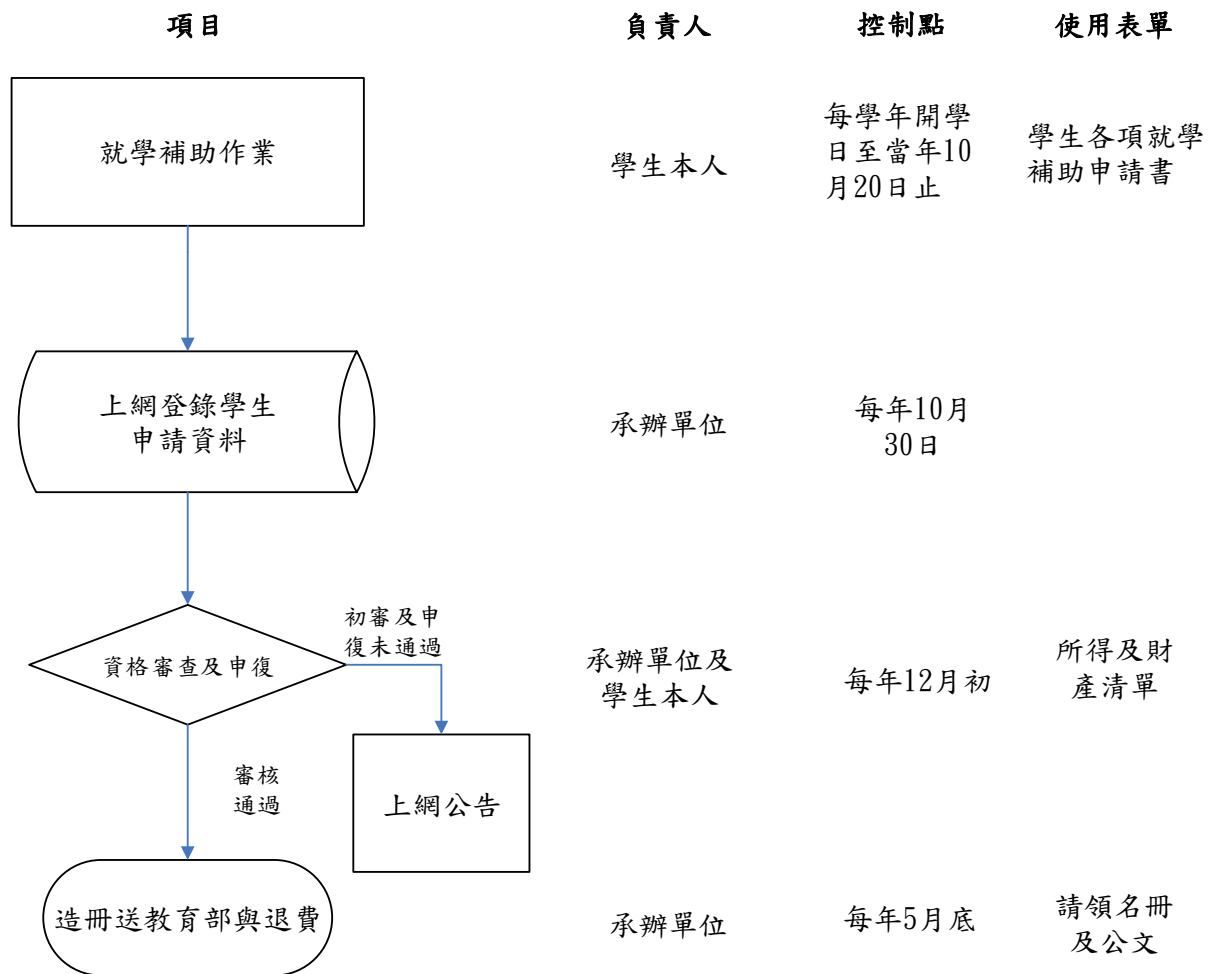 項目 負責人 控制點 使用表單
就學補助作業
學生本人
每學年開學
日至當年10
月20日止
學生各項就學
補助申請書
上網登錄學生
申請資料
承辦單位
每年10月
30日
資格審查及申復
初審及申
復未通過
承辦單位及
學生本人
每年12月初
所得及財
產清單
審核
通過
上網公告
造冊送教育部與退費
承辦單位
每年5月底
請領名冊
及公文